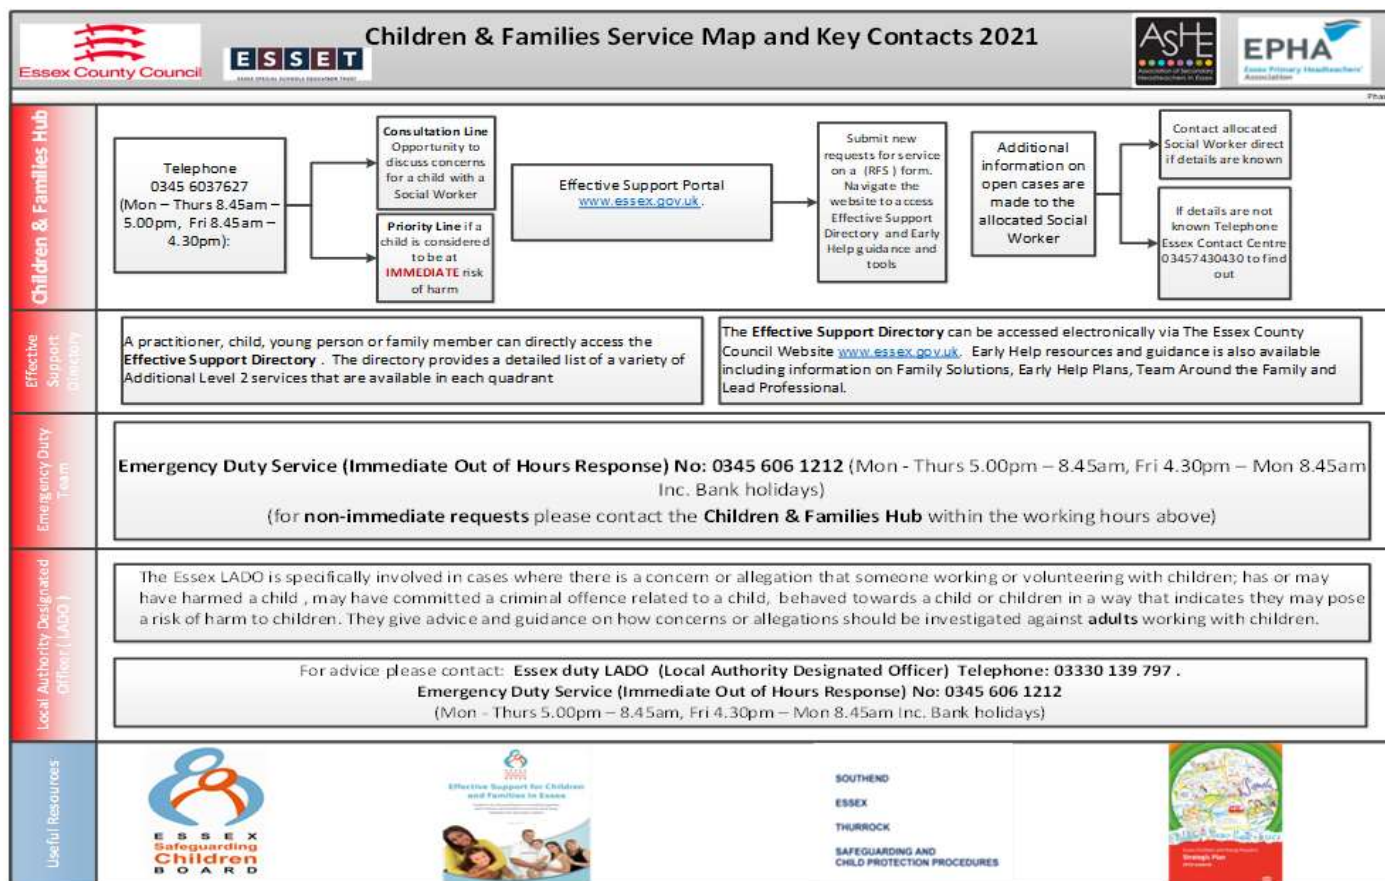 Children & Families Service Map and Key Contacts 2021
Essex County Council
ESSET
ESSEX SPECIAL SCHOOLS EDUCATION TRUST
ASHE
Association of Secondary
Headteachers in Essex
EPHA
Essex Primary Headteachers'
Association
Children & Families Hub
Telephone
0345 6037627
(Mon – Thurs 8.45am –
5.00pm, Fri 8.45am –
4.30pm):
Consultation Line
Opportunity to
discuss concerns
for a child with a
Social Worker
Priority Line if a
child is considered
to be at
IMMEDIATE risk
of harm
Effective Support Portal
www.essex.gov.uk .
Submit new
requests for service
on a (RFS ) form.
Navigate the
website to access
Effective Support
Directory and Early
Help guidance and
tools
Additional
information on
open cases are
made to the
allocated Social
Worker
Contact allocated
Social Worker direct
if details are known
If details are not
known Telephone
Essex Contact Centre
03457430430 to find
out
Effective
Support
Directory
A practitioner, child, young person or family member can directly access the
Effective Support Directory . The directory provides a detailed list of a variety of
Additional Level 2 services that are available in each quadrant
The Effective Support Directory can be accessed electronically via The Essex County
Council Website www.essex.gov.uk. Early Help resources and guidance is also available
including information on Family Solutions, Early Help Plans, Team Around the Family and
Lead Professional.
Emergency Duty
Team
Emergency Duty Service (Immediate Out of Hours Response) No: 0345 606 1212 (Mon - Thurs 5.00pm – 8.45am, Fri 4.30pm – Mon 8.45am
Inc. Bank holidays)
(for non-immediate requests please contact the Children & Families Hub within the working hours above)
Local Authority Designated
Officer ( LADO )
The Essex LADO is specifically involved in cases where there is a concern or allegation that someone working or volunteering with children; has or may
have harmed a child , may have committed a criminal offence related to a child, behaved towards a child or children in a way that indicates they may pose
a risk of harm to children. They give advice and guidance on how concerns or allegations should be investigated against adults working with children.
For advice please contact: Essex duty LADO (Local Authority Designated Officer) Telephone: 03330 139 797 .
Emergency Duty Service (Immediate Out of Hours Response) No: 0345 606 1212
(Mon - Thurs 5.00pm – 8.45am, Fri 4.30pm – Mon 8.45am Inc. Bank holidays)
Useful Resources
ESSEX
Safeguarding
Children
BOARD
Effective Support for Children
and Families in Essex
SOUTHEND
ESSEX
THURROCK
SAFEGUARDING AND
CHILD PROTECTION PROCEDURES
Strategic Plan